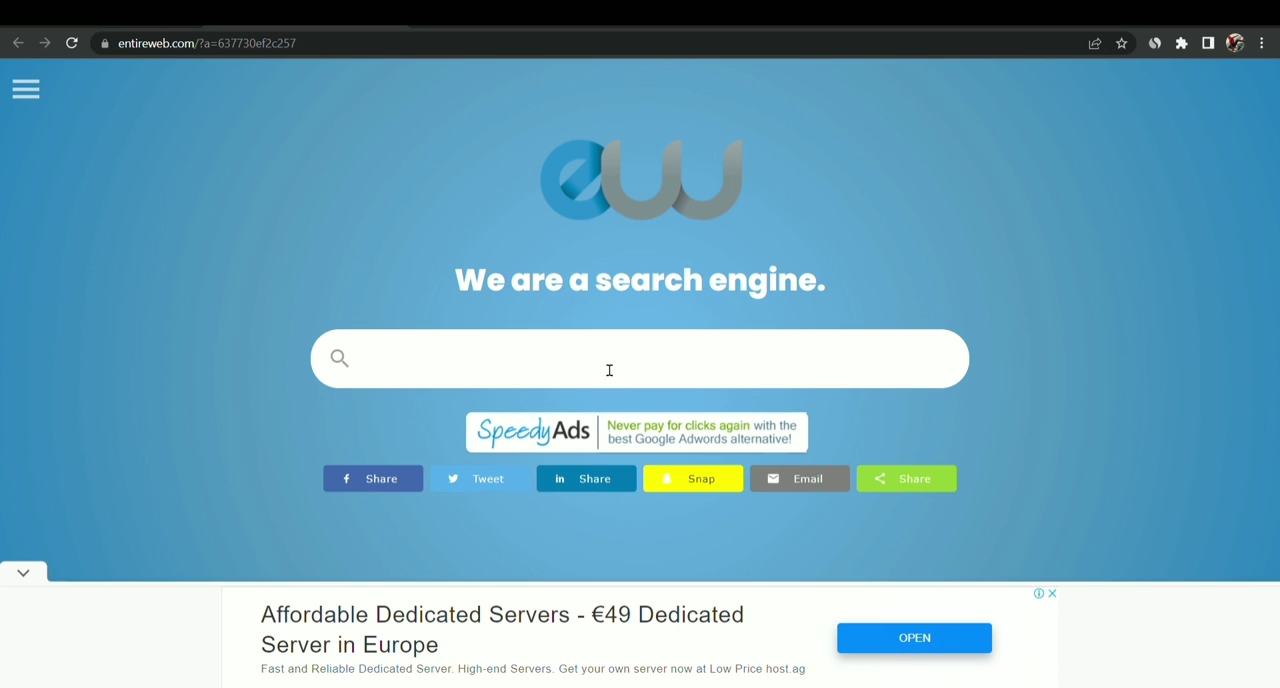 entireweb.com/?a=637730ef2c257
ew
We are a search engine.
SpeedyAds
Never pay for clicks again with the
best Google Adwords alternative!
f Share
Tweet
in Share
Snap
Email
Share
Affordable Dedicated Servers - €49 Dedicated
Server in Europe
OPEN
Fast and Reliable Dedicated Server. High-end Servers. Get your own server now at Low Price host.ag